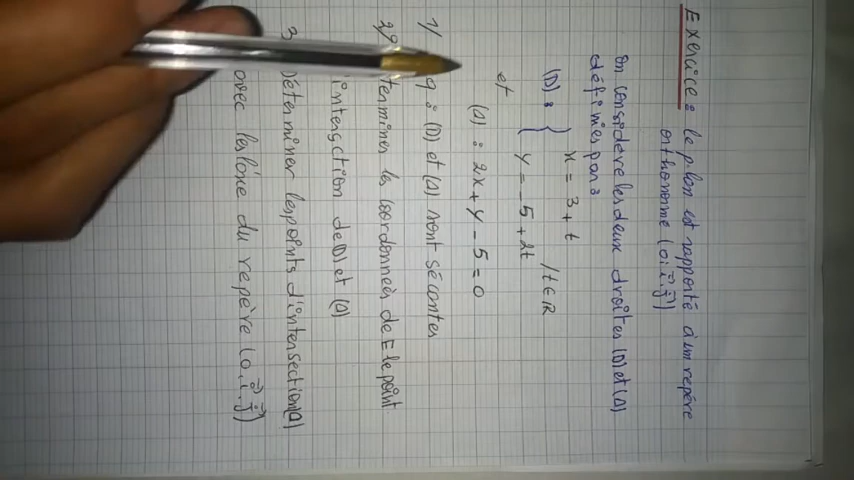 Exercice : le plan est rapporté à un repère
orthonormé (o. i⃗. j⃗)
on considère les deux droites (D) et (Δ)
définies par :
(D) : { x = 3 + t
y = -5 + 2t / t ∈ ℝ
et
(Δ) : 2x + y - 5 = 0
1/ q : (D) et (Δ) sont sécantes
2/ terminer les coordonnées de E le point
d'intersection de (D) et (Δ)
3 Déterminer les points d'intersection (Δ)
avec les l'axe du repère (o. i⃗. j⃗)